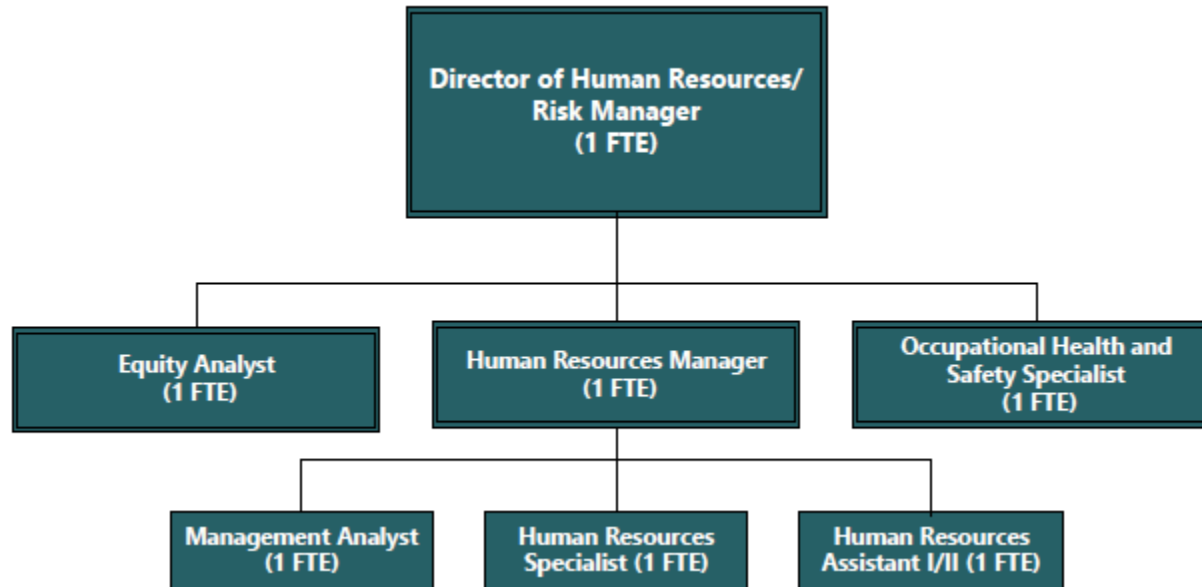 Director of Human Resources/
Risk Manager
(1 FTE)
Equity Analyst
(1 FTE)
Human Resources Manager
(1 FTE)
Occupational Health and
Safety Specialist
(1 FTE)
Management Analyst
(1 FTE)
Human Resources
Specialist (1 FTE)
Human Resources
Assistant I/II (1 FTE)